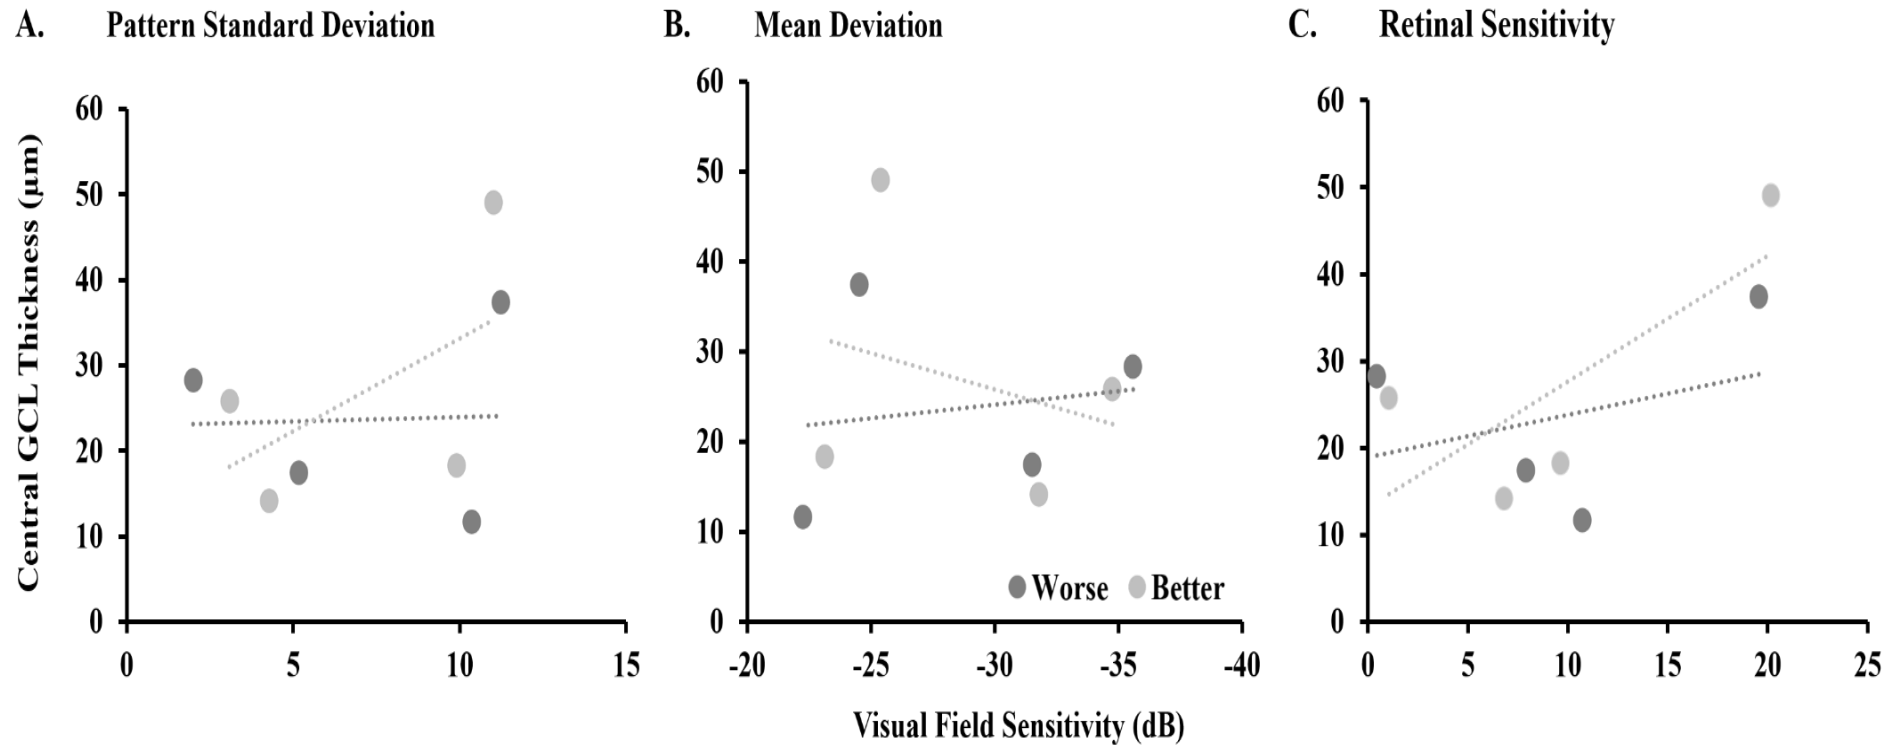 A. Pattern Standard Deviation
B. Mean Deviation
C. Retinal Sensitivity
Central GCL Thickness (µm)
60
50
40
30
20
10
0
0 5 10 15
60
50
40
30
20
10
0
-20 -25 -30 -35 -40
Worse Better
60
50
40
30
20
10
0
0 5 10 15 20 25
Visual Field Sensitivity (dB)